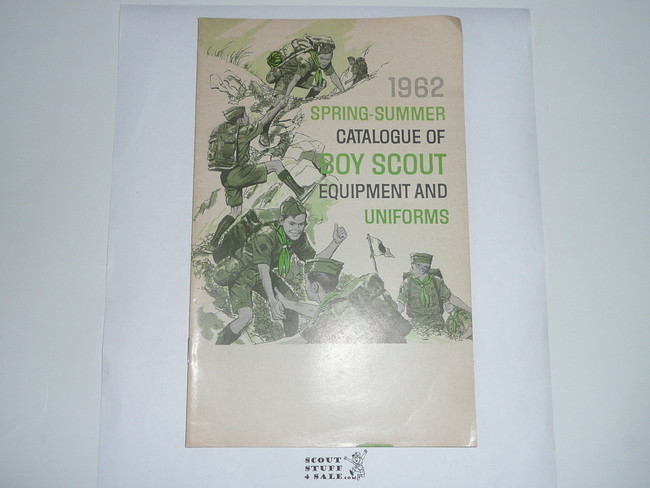 1962
SPRING-SUMMER
CATALOGUE OF
BOY SCOUT
EQUIPMENT AND
UNIFORMS
SCOUT
STUFF
4 SALE.com